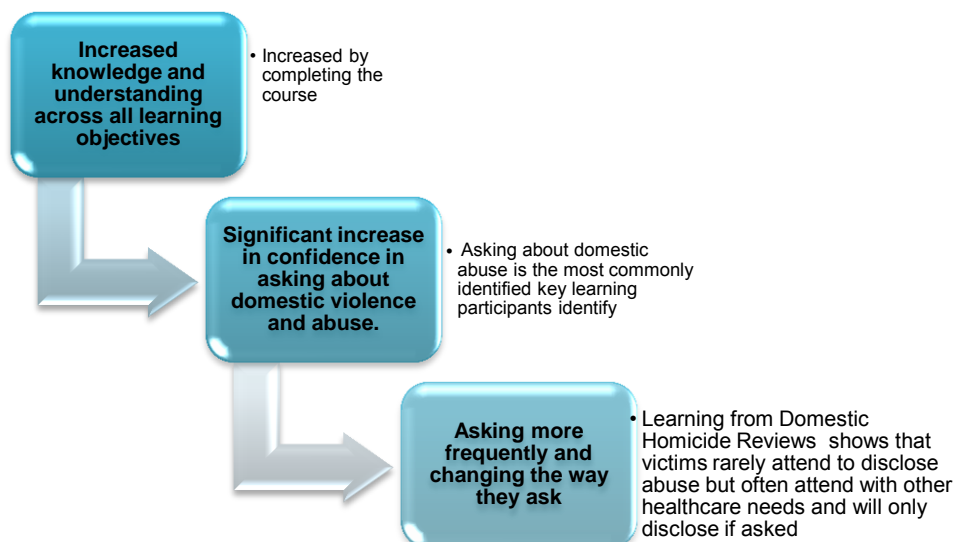 Increased
knowledge and
understanding
across all learning
objectives
• Increased by
completing the
course
Significant increase
in confidence in
asking about
domestic violence
and abuse.
• Asking about domestic
abuse is the most commonly
identified key learning
participants identify
Asking more
frequently and
changing the way
they ask
• Learning from Domestic
Homicide Reviews shows that
victims rarely attend to disclose
abuse but often attend with other
healthcare needs and will only
disclose if asked